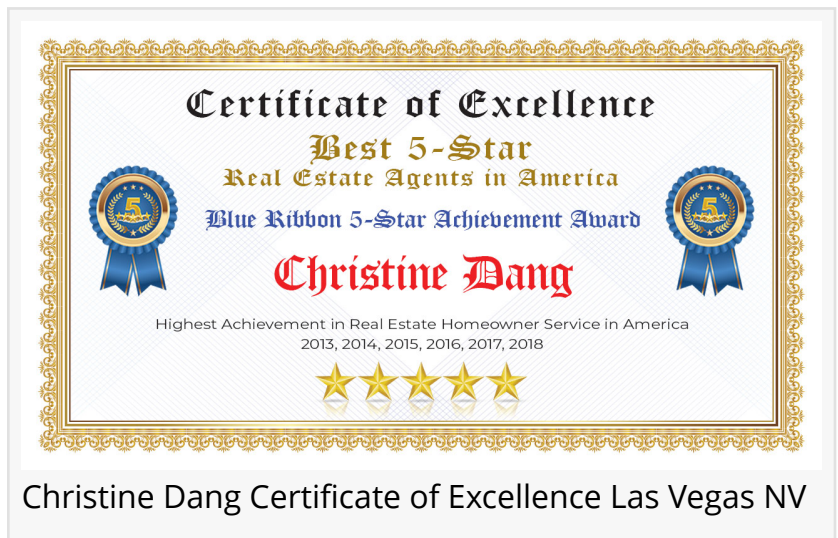 Certificate of Excellence
Best 5-Star
Real Estate Agents in America
Blue Ribbon 5-Star Achievement Award
5
5
Christine Dang
Highest Achievement in Real Estate Homeowner Service in America
2013, 2014, 2015, 2016, 2017, 2018
Christine Dang Certificate of Excellence Las Vegas NV